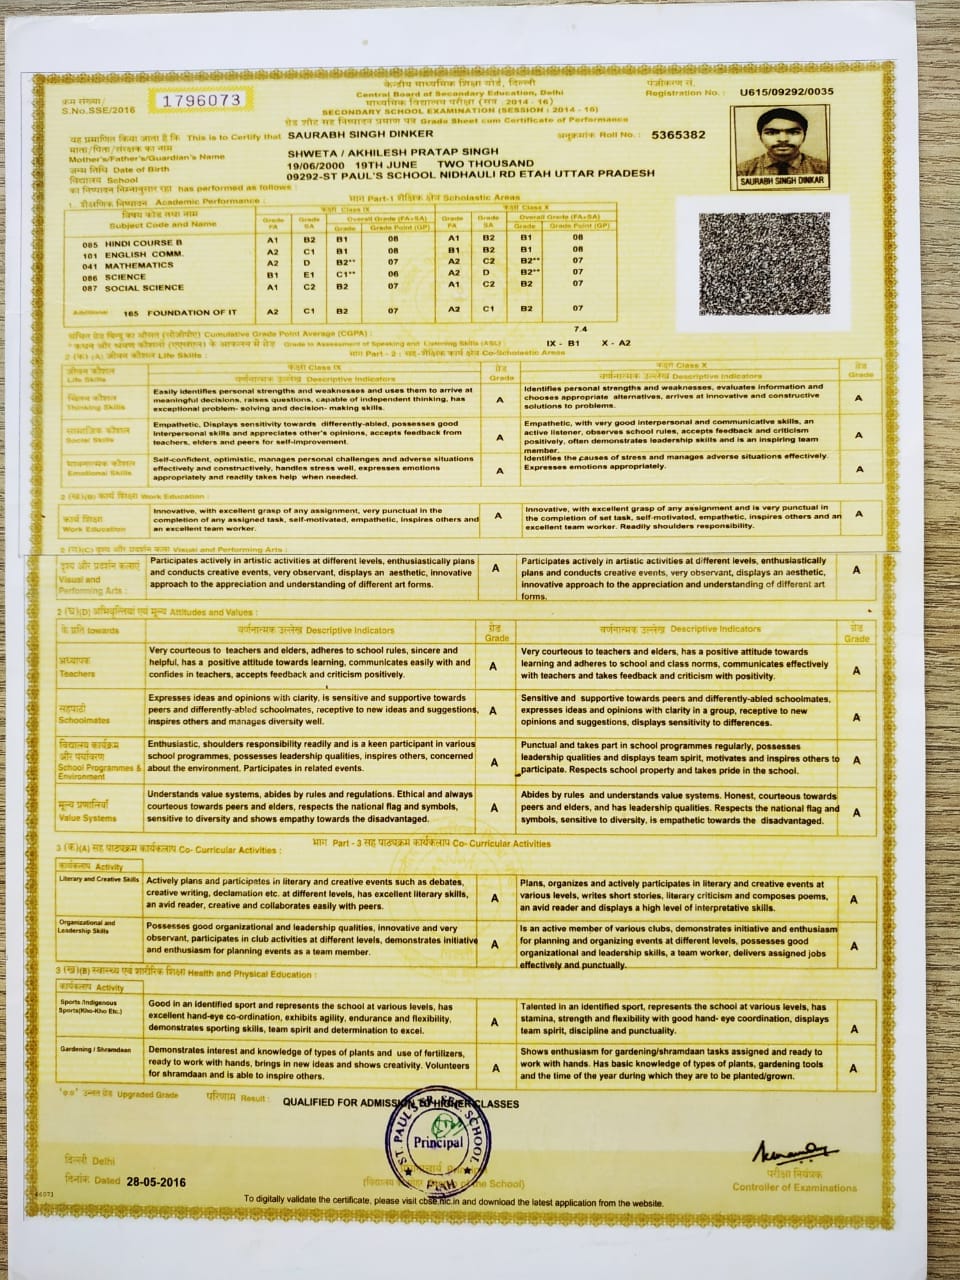 केन्द्रीय माध्यमिक शिक्षा बोर्ड, दिल्ली
Central Board of Secondary Education, Delhi
माध्यमिक विद्यालय परीक्षा (सत्र : 2014 - 16)
SECONDARY SCHOOL EXAMINATION (SESSION : 2014 - 16)
ग्रेड शीट सह निष्पादन प्रमाण पत्र Grade Sheet cum Certificate of Performance
क्रम संख्या/
S.No.SSE/2016 1796073
पंजीकरण सं.
Registration No. : U615/09292/0035
यह प्रमाणित किया जाता है कि This is to Certify that SAURABH SINGH DINKER अनुक्रमांक Roll No. : 5365382
माता/पिता/संरक्षक का नाम
Mother's/Father's/Guardian's Name SHWETA / AKHILESH PRATAP SINGH
जन्म तिथि Date of Birth 19/06/2000 19TH JUNE TWO THOUSAND
विद्यालय School 09292-ST PAUL'S SCHOOL NIDHAULI RD ETAH UTTAR PRADESH
का निष्पादन निम्नानुसार रहा has performed as follows :
SAURABH SINGH DINKAR
भाग Part-1 शैक्षिक क्षेत्र Scholastic Areas
1. शैक्षणिक निष्पादन Academic Performance :
विषय कोड तथा नाम
Subject Code and Name
कक्षा Class IX कक्षा Class X
Grade FA Grade SA Overall Grade (FA+SA) Grade Grade Point (GP) Grade FA Grade SA Overall Grade (FA+SA) Grade Grade Point (GP)
085 HINDI COURSE B A1 B2 B1 08 A1 B2 B1 08
101 ENGLISH COMM. A2 C1 B1 08 B1 B2 B1 08
041 MATHEMATICS A2 D B2** 07 A2 C2 B2** 07
086 SCIENCE B1 E1 C1** 06 A2 D B2** 07
087 SOCIAL SCIENCE A1 C2 B2 07 A1 C2 B2 07
Additional 165 FOUNDATION OF IT A2 C1 B2 07 A2 C1 B2 07
Cumulative Grade Point Average (CGPA) : 7.4
Grade in Assessment of Speaking and Listening Skills (ASL) : IX - B1 X - A2
भाग Part - 2 : सह-शैक्षिक कार्य क्षेत्र Co-Scholastic Areas
2 (क) (A) जीवन कौशल Life Skills :
जीवन कौशल
Life Skills
कक्षा Class IX
वर्णनात्मक उल्लेख Descriptive Indicators
ग्रेड
Grade
कक्षा Class X
वर्णनात्मक उल्लेख Descriptive Indicators
ग्रेड
Grade
चिंतन कौशल
Thinking Skills
Easily identifies personal strengths and weaknesses and uses them to arrive at
meaningful decisions, raises questions, capable of independent thinking, has
exceptional problem- solving and decision- making skills.
A
Identifies personal strengths and weaknesses, evaluates information and
chooses appropriate alternatives, arrives at innovative and constructive
solutions to problems.
A
सामाजिक कौशल
Social Skills
Empathetic, Displays sensitivity towards differently-abled, possesses good
interpersonal skills and appreciates other's opinions, accepts feedback from
teachers, elders and peers for self-improvement.
A
Empathetic, with very good interpersonal and communicative skills, an
active listener, observes school rules, accepts feedback and criticism
positively, often demonstrates leadership skills and is an inspiring team
member.
A
भावनात्मक कौशल
Emotional Skills
Self-confident, optimistic, manages personal challenges and adverse situations
effectively and constructively, handles stress well, expresses emotions
appropriately and readily takes help when needed.
A
Identifies the causes of stress and manages adverse situations effectively.
Expresses emotions appropriately.
A
2 (ख)(B) कार्य शिक्षा Work Education :
कार्य शिक्षा
Work Education
Innovative, with excellent grasp of any assignment, very punctual in the
completion of any assigned task, self-motivated, empathetic, inspires others and
an excellent team worker.
A
Innovative, with excellent grasp of any assignment and is very punctual in
the completion of set task, self-motivated, empathetic, inspires others and an
excellent team worker. Readily shoulders responsibility.
A
2 (ग)(C) दृश्य और प्रदर्शन कला Visual and Performing Arts :
दृश्य और प्रदर्शन कलाएं
Visual and
Performing Arts :
Participates actively in artistic activities at different levels, enthusiastically plans
and conducts creative events, very observant, displays an aesthetic, innovative
approach to the appreciation and understanding of different art forms.
A
Participates actively in artistic activities at different levels, enthusiastically
plans and conducts creative events, very observant, displays an aesthetic,
innovative approach to the appreciation and understanding of different art
forms.
A
2 (घ)(D) अभिवृत्तियां एवं मूल्य Attitudes and Values :
के प्रति towards
वर्णनात्मक उल्लेख Descriptive Indicators
ग्रेड
Grade
वर्णनात्मक उल्लेख Descriptive Indicators
ग्रेड
Grade
अध्यापक
Teachers
Very courteous to teachers and elders, adheres to school rules, sincere and
helpful, has a positive attitude towards learning, communicates easily with and
confides in teachers, accepts feedback and criticism positively.
A
Very courteous to teachers and elders, has a positive attitude towards
learning and adheres to school and class norms, communicates effectively
with teachers and takes feedback and criticism with positivity.
A
सहपाठी
Schoolmates
Expresses ideas and opinions with clarity, is sensitive and supportive towards
peers and differently-abled schoolmates, receptive to new ideas and suggestions,
inspires others and manages diversity well.
A
Sensitive and supportive towards peers and differently-abled schoolmates,
expresses ideas and opinions with clarity in a group, receptive to new
opinions and suggestions, displays sensitivity to differences.
A
विद्यालय कार्यक्रम
और पर्यावरण
School Programmes &
Environment
Enthusiastic, shoulders responsibility readily and is a keen participant in various
school programmes, possesses leadership qualities, inspires others, concerned
about the environment. Participates in related events.
A
Punctual and takes part in school programmes regularly, possesses
leadership qualities and displays team spirit, motivates and inspires others to
participate. Respects school property and takes pride in the school.
A
मूल्य प्रणालियाँ
Value Systems
Understands value systems, abides by rules and regulations. Ethical and always
courteous towards peers and elders, respects the national flag and symbols,
sensitive to diversity and shows empathy towards the disadvantaged.
A
Abides by rules and understands value systems. Honest, courteous towards
peers and elders, and has leadership qualities. Respects the national flag and
symbols, sensitive to diversity, is empathetic towards the disadvantaged.
A
भाग Part - 3 सह पाठ्यक्रम कार्यकलाप Co- Curricular Activities
3 (क)(A) सह पाठ्यक्रम कार्यकलाप Co- Curricular Activities :
कार्यकलाप Activity
Literary and Creative Skills
Actively plans and participates in literary and creative events such as debates,
creative writing, declamation etc. at different levels, has excellent literary skills,
an avid reader, creative and collaborates easily with peers.
A
Plans, organizes and actively participates in literary and creative events at
various levels, writes short stories, literary criticism and composes poems,
an avid reader and displays a high level of interpretative skills.
A
Organizational and
Leadership Skills
Possesses good organizational and leadership qualities, innovative and very
observant, participates in club activities at different levels, demonstrates initiative
and enthusiasm for planning events as a team member.
A
Is an active member of various clubs, demonstrates initiative and enthusiasm
for planning and organizing events at different levels, possesses good
organizational and leadership skills, a team worker, delivers assigned jobs
effectively and punctually.
A
3 (ख)(B) स्वास्थ्य एवं शारीरिक शिक्षा Health and Physical Education :
कार्यकलाप Activity
Sports /Indigenous
Sports(Kho-Kho Etc.)
Good in an identified sport and represents the school at various levels, has
excellent hand-eye co-ordination, exhibits agility, endurance and flexibility,
demonstrates sporting skills, team spirit and determination to excel.
A
Talented in an identified sport, represents the school at various levels, has
stamina, strength and flexibility with good hand- eye coordination, displays
team spirit, discipline and punctuality.
A
Gardening / Shramdaan
Demonstrates interest and knowledge of types of plants and use of fertilizers,
ready to work with hands, brings in new ideas and shows creativity. Volunteers
for shramdaan and is able to inspire others.
A
Shows enthusiasm for gardening/shramdaan tasks assigned and ready to
work with hands. Has basic knowledge of types of plants, gardening tools
and the time of the year during which they are to be planted/grown.
A
उन्नत ग्रेड Upgraded Grade परिणाम Result : QUALIFIED FOR ADMISSION TO HIGHER CLASSES
ST. PAUL'S SR. SEC. SCHOOL
Principal
ETAH
दिल्ली Delhi
दिनांक Dated 28-05-2016
of the School)
परीक्षा नियंत्रक
Controller of Examinations
To digitally validate the certificate, please visit cbse.nic.in and download the latest application from the website.